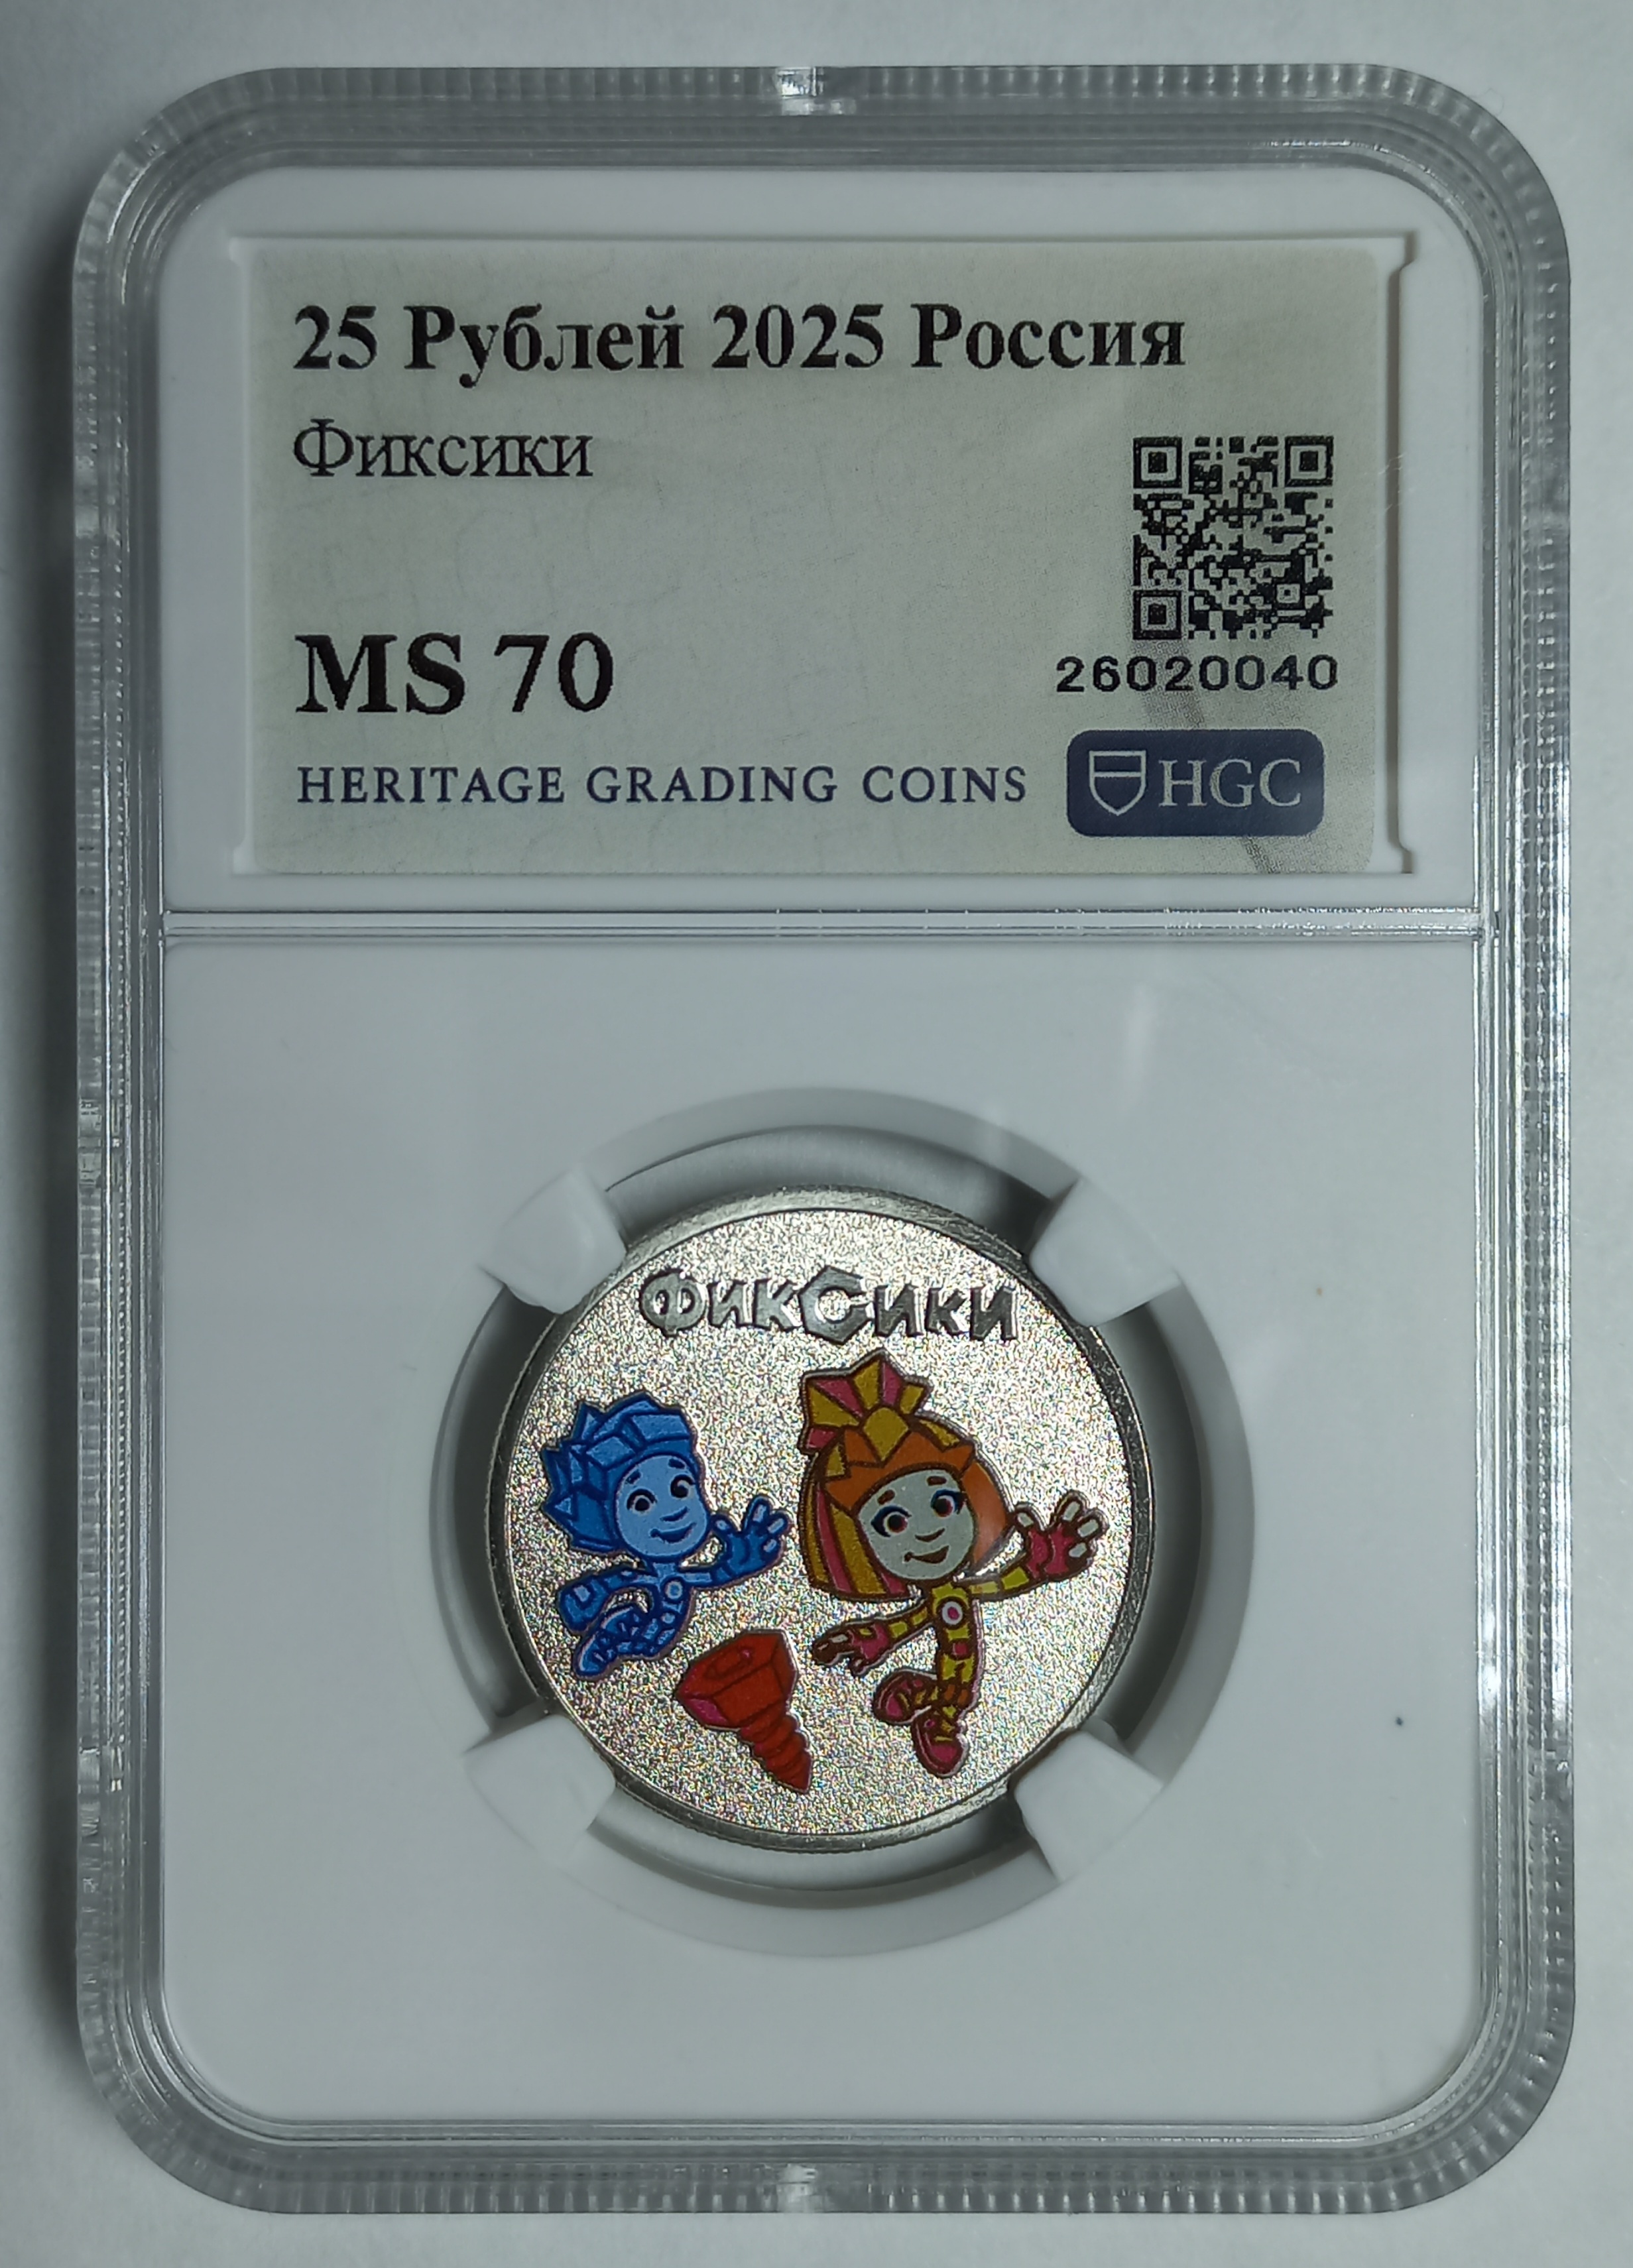 25 Рублей 2025 Россия
Фиксики
MS 70
26020040
HERITAGE GRADING COINS
HGC
ФИКСИКИ